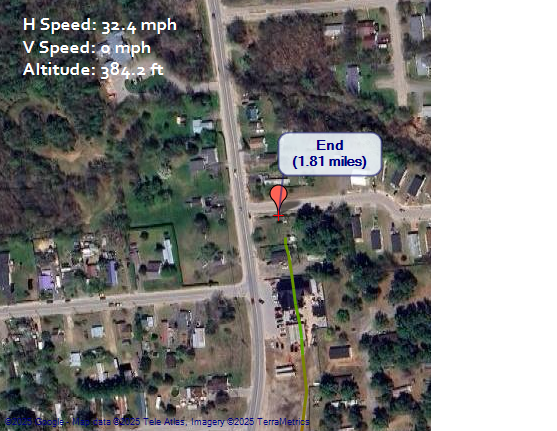 H Speed: 32.4 mph
V Speed: 0 mph
Altitude: 384.2 ft
End
(1.81 miles)
©2025 Google - Map data ©2025 Tele Atlas, Imagery ©2025 TerraMetrics